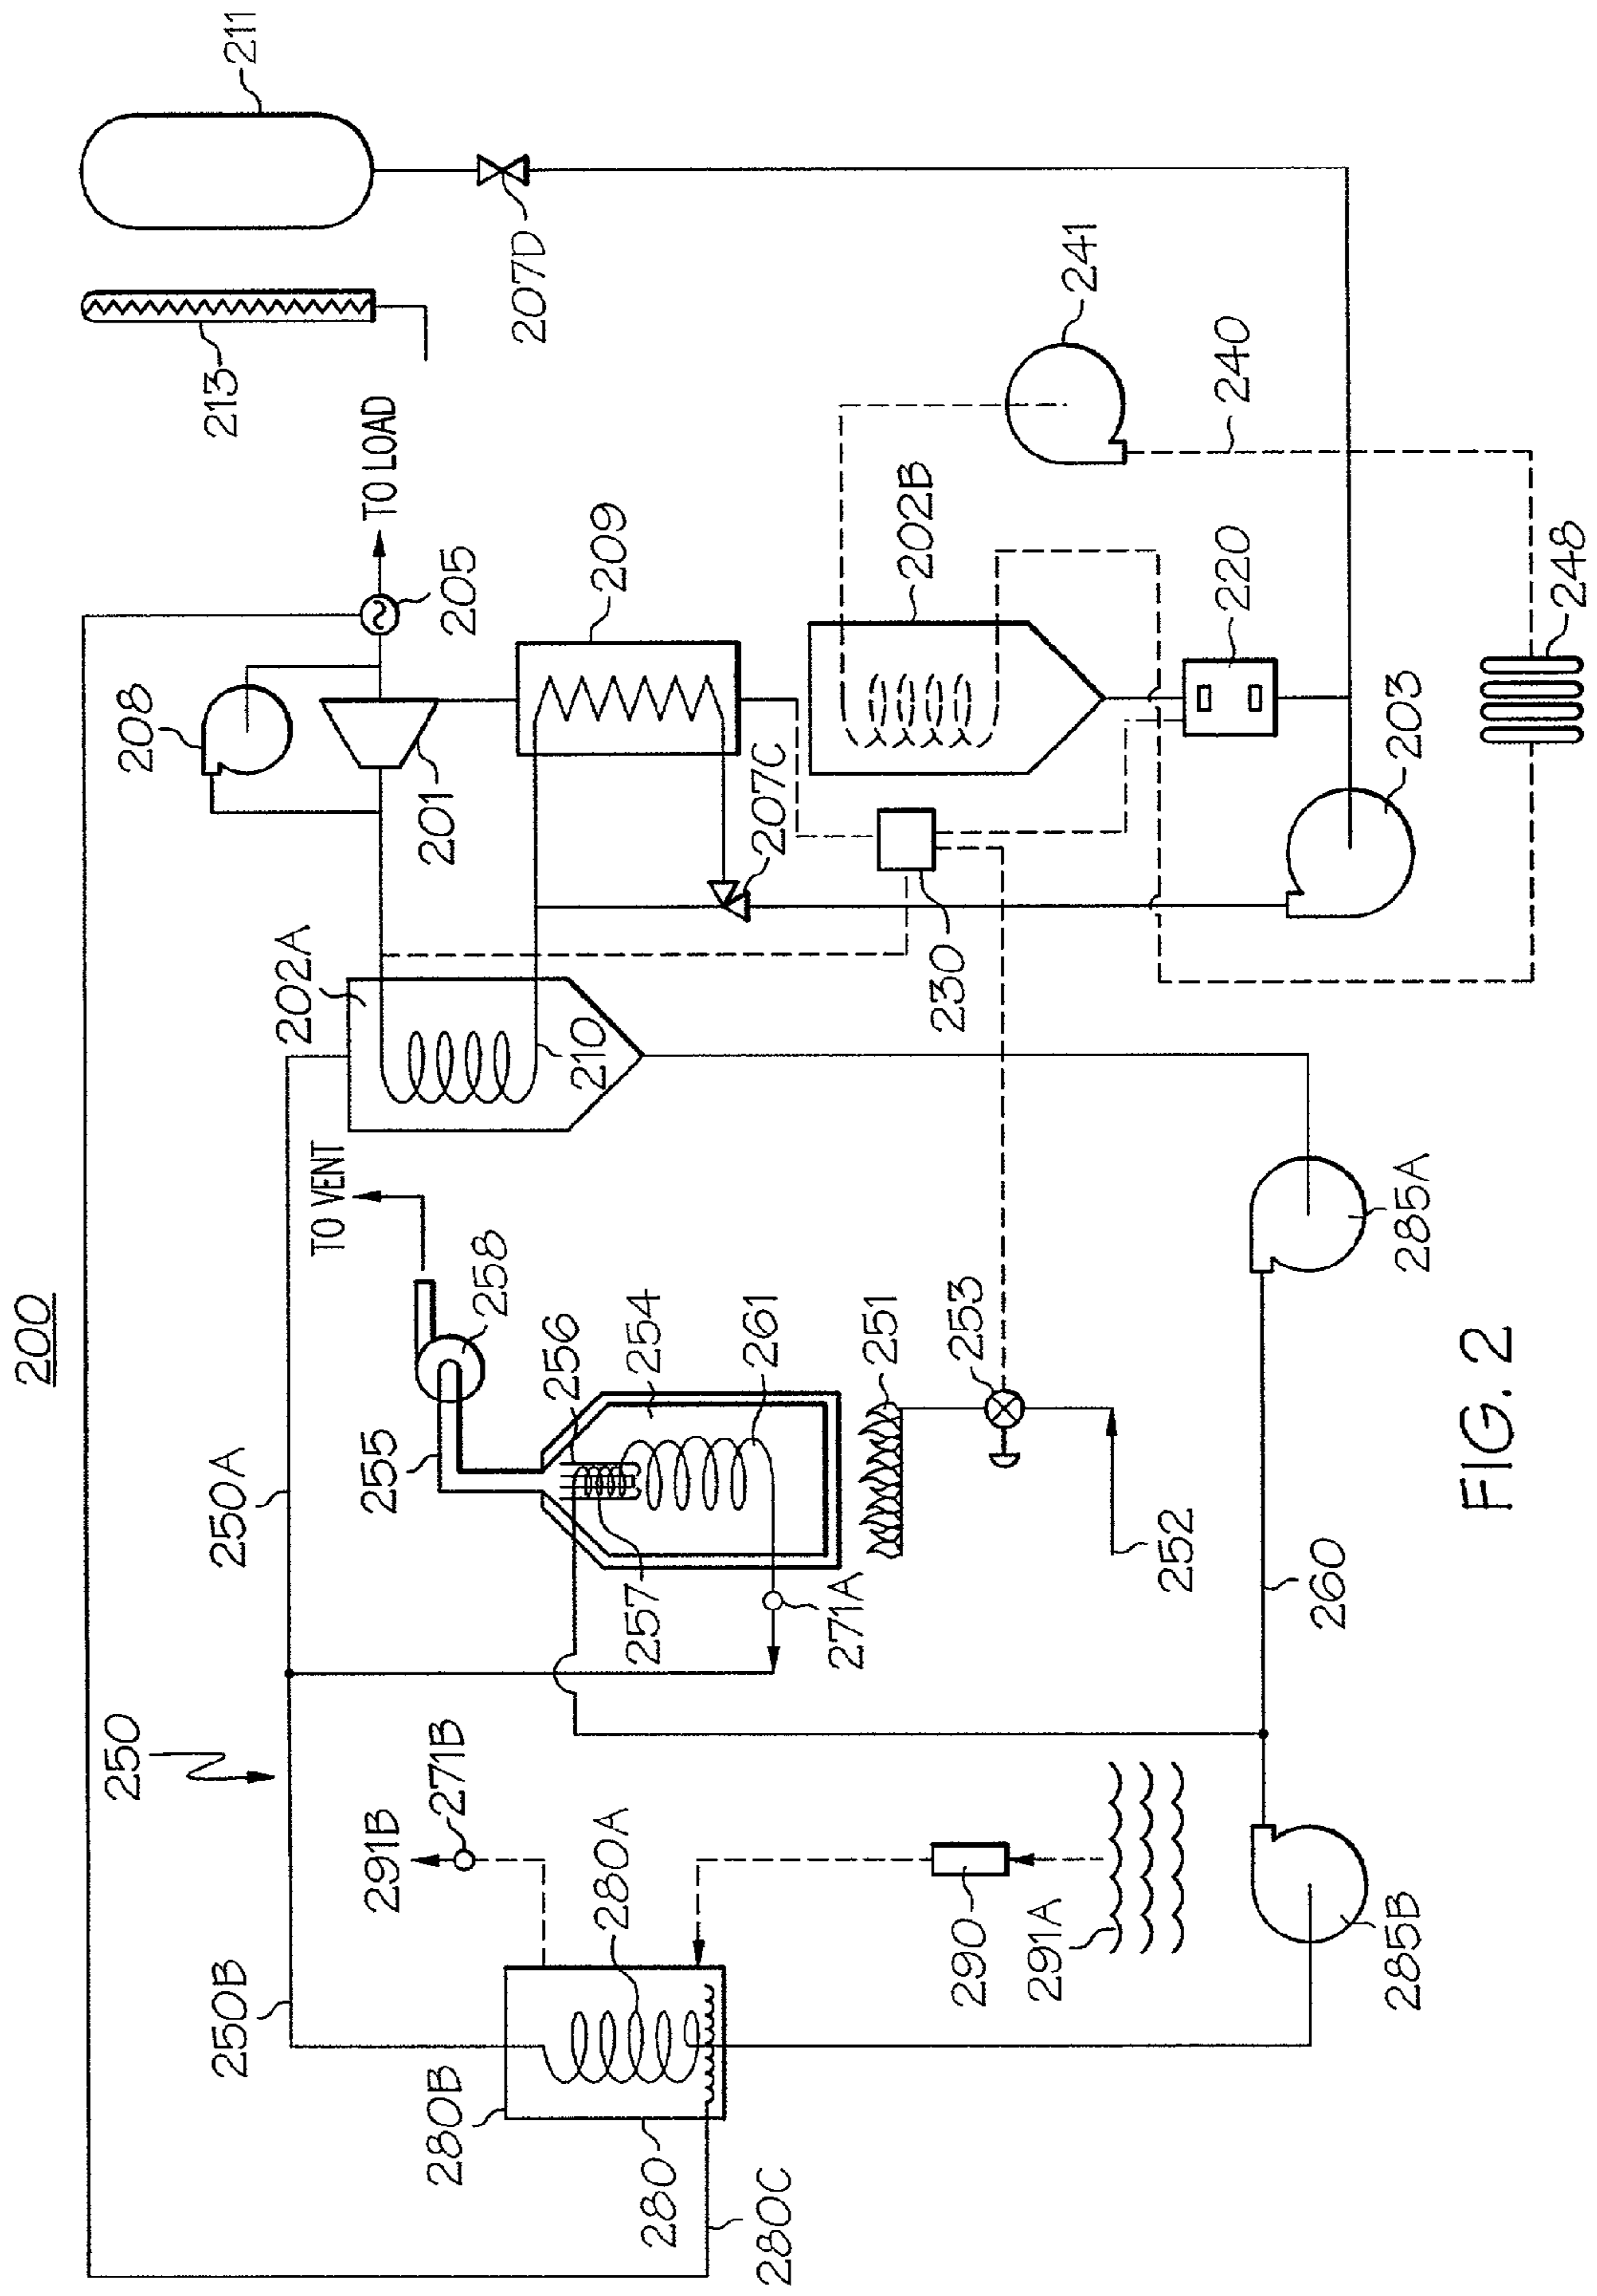 200
211
213
207D
TO LOAD
241
240
205
208
209
202B
220
248
201
207C
203
202A
210
230
TO VENT
285A
258
256
254
261
251
253
255
250A
257
271A
252
260
250
271B
291B
280A
290
291A
285B
250B
280B
280
280C
FIG. 2